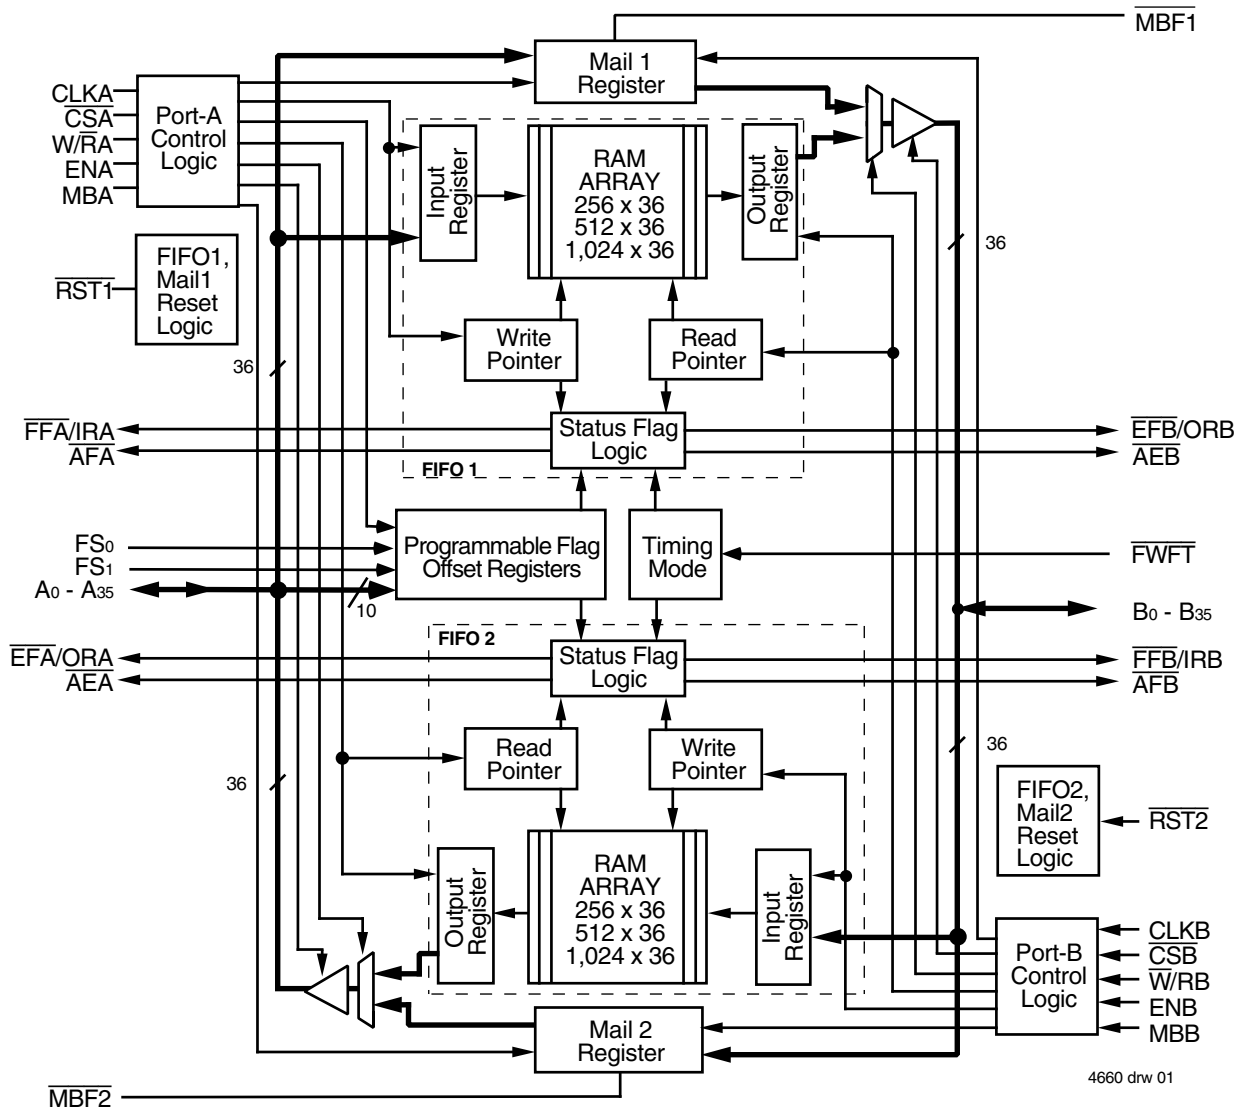 MBF1
Mail 1
Register
CLKA
CSA
W/RA
ENA
MBA
Port-A
Control
Logic
Input
Register
RAM
ARRAY
256 x 36
512 x 36
1,024 x 36
Output
Register
36
RST1
FIFO1,
Mail1
Reset
Logic
36
Write
Pointer
Read
Pointer
FFA/IRA
AFA
Status Flag
Logic
EFB/ORB
AEB
FIFO 1
FS0
FS1
A0 - A35
Programmable Flag
Offset Registers
10
Timing
Mode
FWFT
B0 - B35
FIFO 2
EFA/ORA
AEA
Status Flag
Logic
FFB/IRB
AFB
36
Read
Pointer
Write
Pointer
36
FIFO2,
Mail2
Reset
Logic
RST2
Output
Register
RAM
ARRAY
256 x 36
512 x 36
1,024 x 36
Input
Register
Port-B
Control
Logic
CLKB
CSB
W/RB
ENB
MBB
Mail 2
Register
MBF2
4660 drw 01